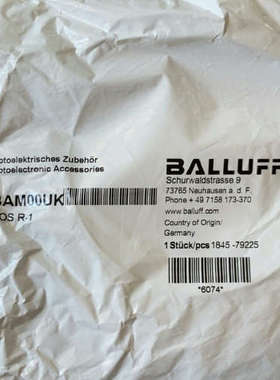 otoelektrisches Zubehör
otoelectronic Accessories
BAM00UK
OS R-1
BALLUFF
Schurwaldstrasse 9
73765 Neuhausen a. d. F.
Phone + 49 7158 173-370
www.balluff.com
Country of Origin/
Germany
1 Stück/pcs 1845 -79225
*6074*